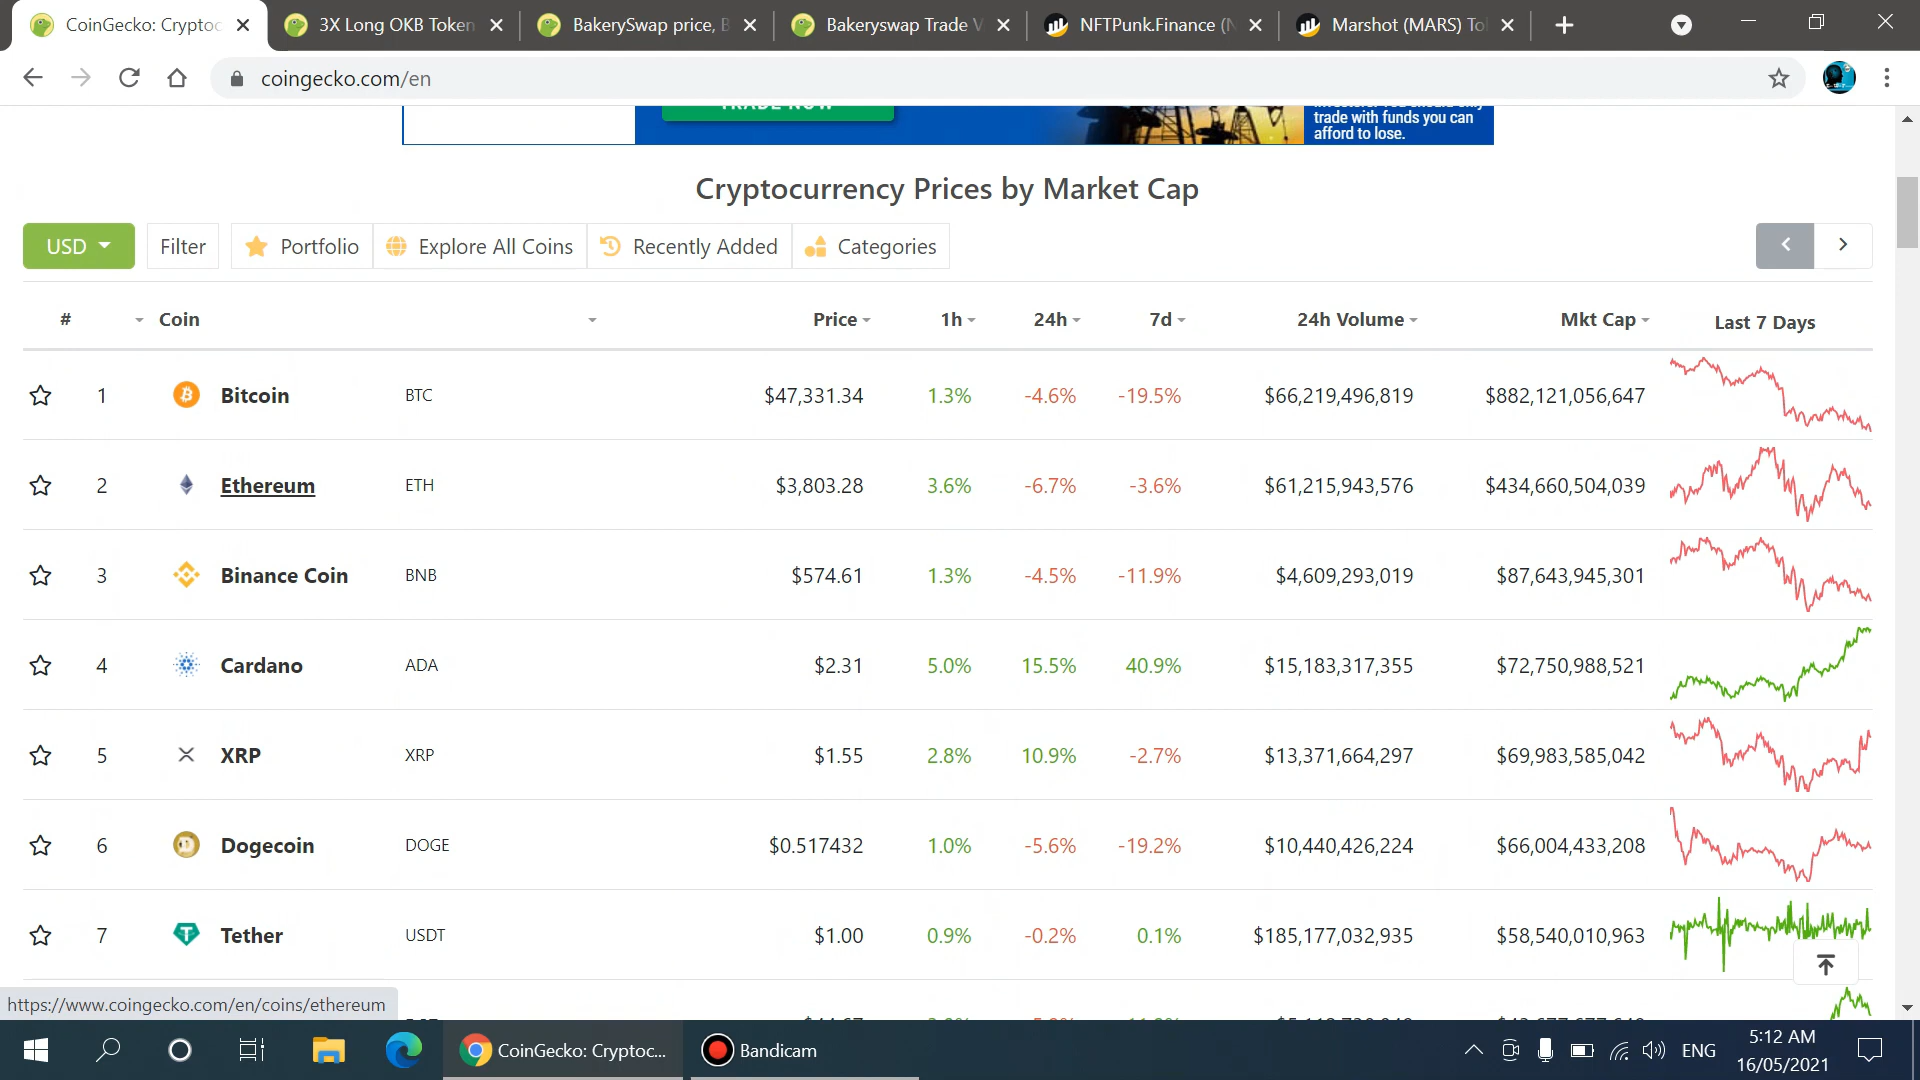 CoinGecko: Cryptoc
3X Long OKB Token
BakerySwap price, B
Bakeryswap Trade V
NFTPunk.Finance (N
Marshot (MARS) To
coingecko.com/en
TRADE NOW
trade with funds you can
afford to lose.
Cryptocurrency Prices by Market Cap
USD
Filter
Portfolio
Explore All Coins
Recently Added
Categories
# Coin Price 1h 24h 7d 24h Volume Mkt Cap Last 7 Days
1 Bitcoin BTC $47,331.34 1.3% -4.6% -19.5% $66,219,496,819 $882,121,056,647
2 Ethereum ETH $3,803.28 3.6% -6.7% -3.6% $61,215,943,576 $434,660,504,039
3 Binance Coin BNB $574.61 1.3% -4.5% -11.9% $4,609,293,019 $87,643,945,301
4 Cardano ADA $2.31 5.0% 15.5% 40.9% $15,183,317,355 $72,750,988,521
5 XRP XRP $1.55 2.8% 10.9% -2.7% $13,371,664,297 $69,983,585,042
6 Dogecoin DOGE $0.517432 1.0% -5.6% -19.2% $10,440,426,224 $66,004,433,208
7 Tether USDT $1.00 0.9% -0.2% 0.1% $185,177,032,935 $58,540,010,963
https://www.coingecko.com/en/coins/ethereum
CoinGecko: Cryptoc...
Bandicam
ENG
5:12 AM
16/05/2021